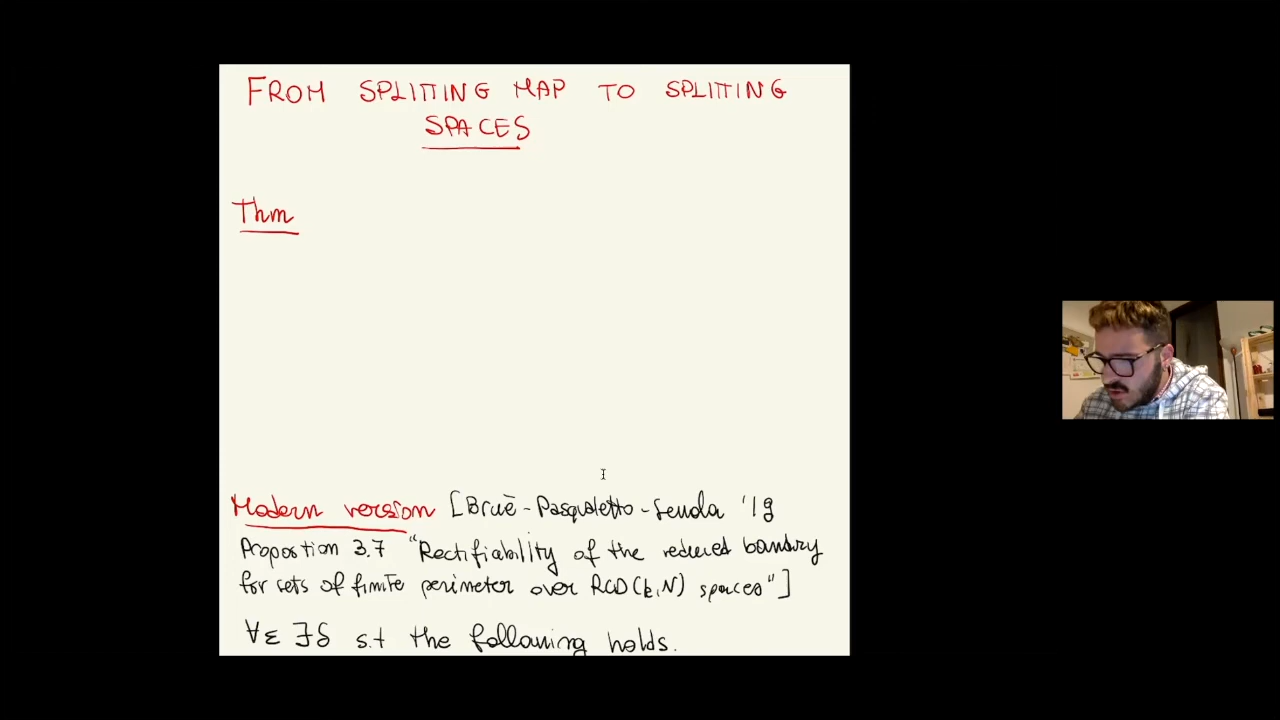 FROM SPLITTING MAP TO SPLITTING
SPACES
Thm
Modern version [Bruè-Pasqualetto-Semola '19
Propostion 3.7 "Rectifiability of the reduced boundary
for sets of finite perimeter over RCD(k,N) spaces"]
∀ε ∃δ s.t the following holds.